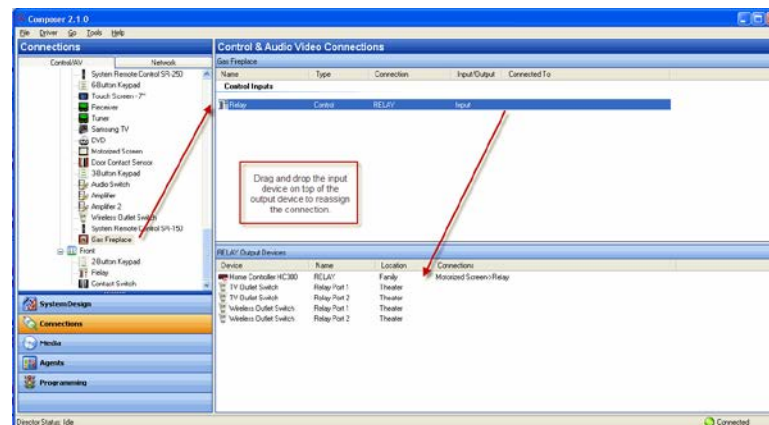 Composer 2.1.0
File Driver Go Tools Help
Connections
Control/AV Network
System Remote Control SR-250
6-Button Keypad
Touch Screen - 7"
Receiver
Tuner
Samsung TV
DVD
Motorized Screen
Door Contact Sensor
3-Button Keypad
Audio Switch
Amplifier
Amplifier 2
Wireless Outlet Switch
System Remote Control SR-150
Gas Fireplace
Front
2-Button Keypad
Relay
Contact Switch
System Design
Connections
Media
Agents
Programming
Control & Audio Video Connections
Gas Fireplace
Name Type Connection Input/Output Connected To
Control Inputs
Relay Control RELAY Input
Drag and drop the input
device on top of the
output device to reassign
the connection.
RELAY Output Devices
Device Name Location Connections
Home Controller HC300 RELAY Family Motorized Screen->Relay
TV Outlet Switch Relay Port 1 Theater
TV Outlet Switch Relay Port 2 Theater
Wireless Outlet Switch Relay Port 1 Theater
Wireless Outlet Switch Relay Port 2 Theater
Director Status: Idle
Connected